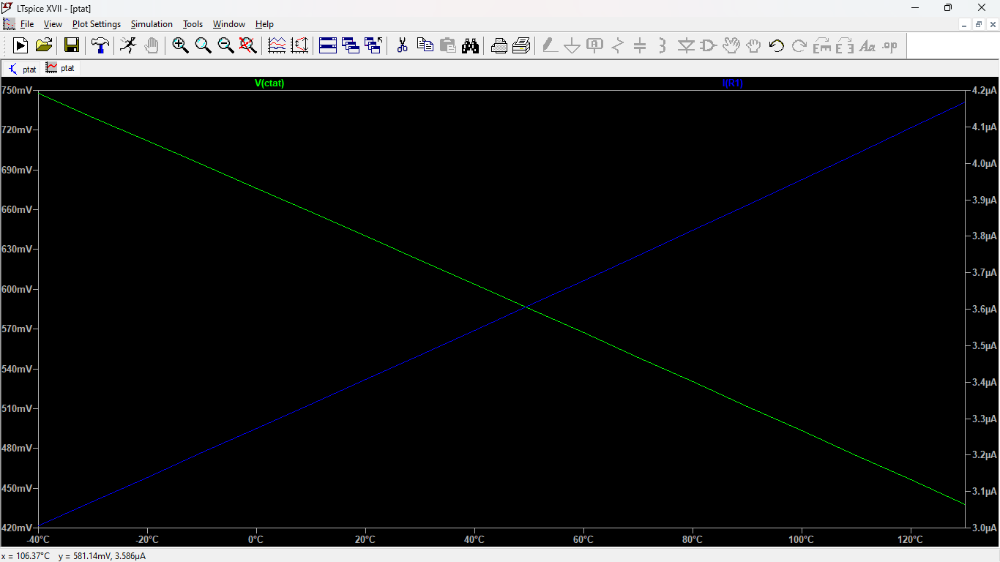 LTspice XVII - [ptat]
File View Plot Settings Simulation Tools Window Help
ptat ptat
V(ctat) I(R1)
750mV 4.2µA
720mV 4.1µA
690mV 4.0µA
660mV 3.9µA
630mV 3.8µA
600mV 3.7µA
570mV 3.6µA
540mV 3.5µA
510mV 3.4µA
480mV 3.3µA
450mV 3.2µA
420mV 3.1µA
3.0µA
-40°C -20°C 0°C 20°C 40°C 60°C 80°C 100°C 120°C
x = 106.37°C y = 581.14mV, 3.586µA